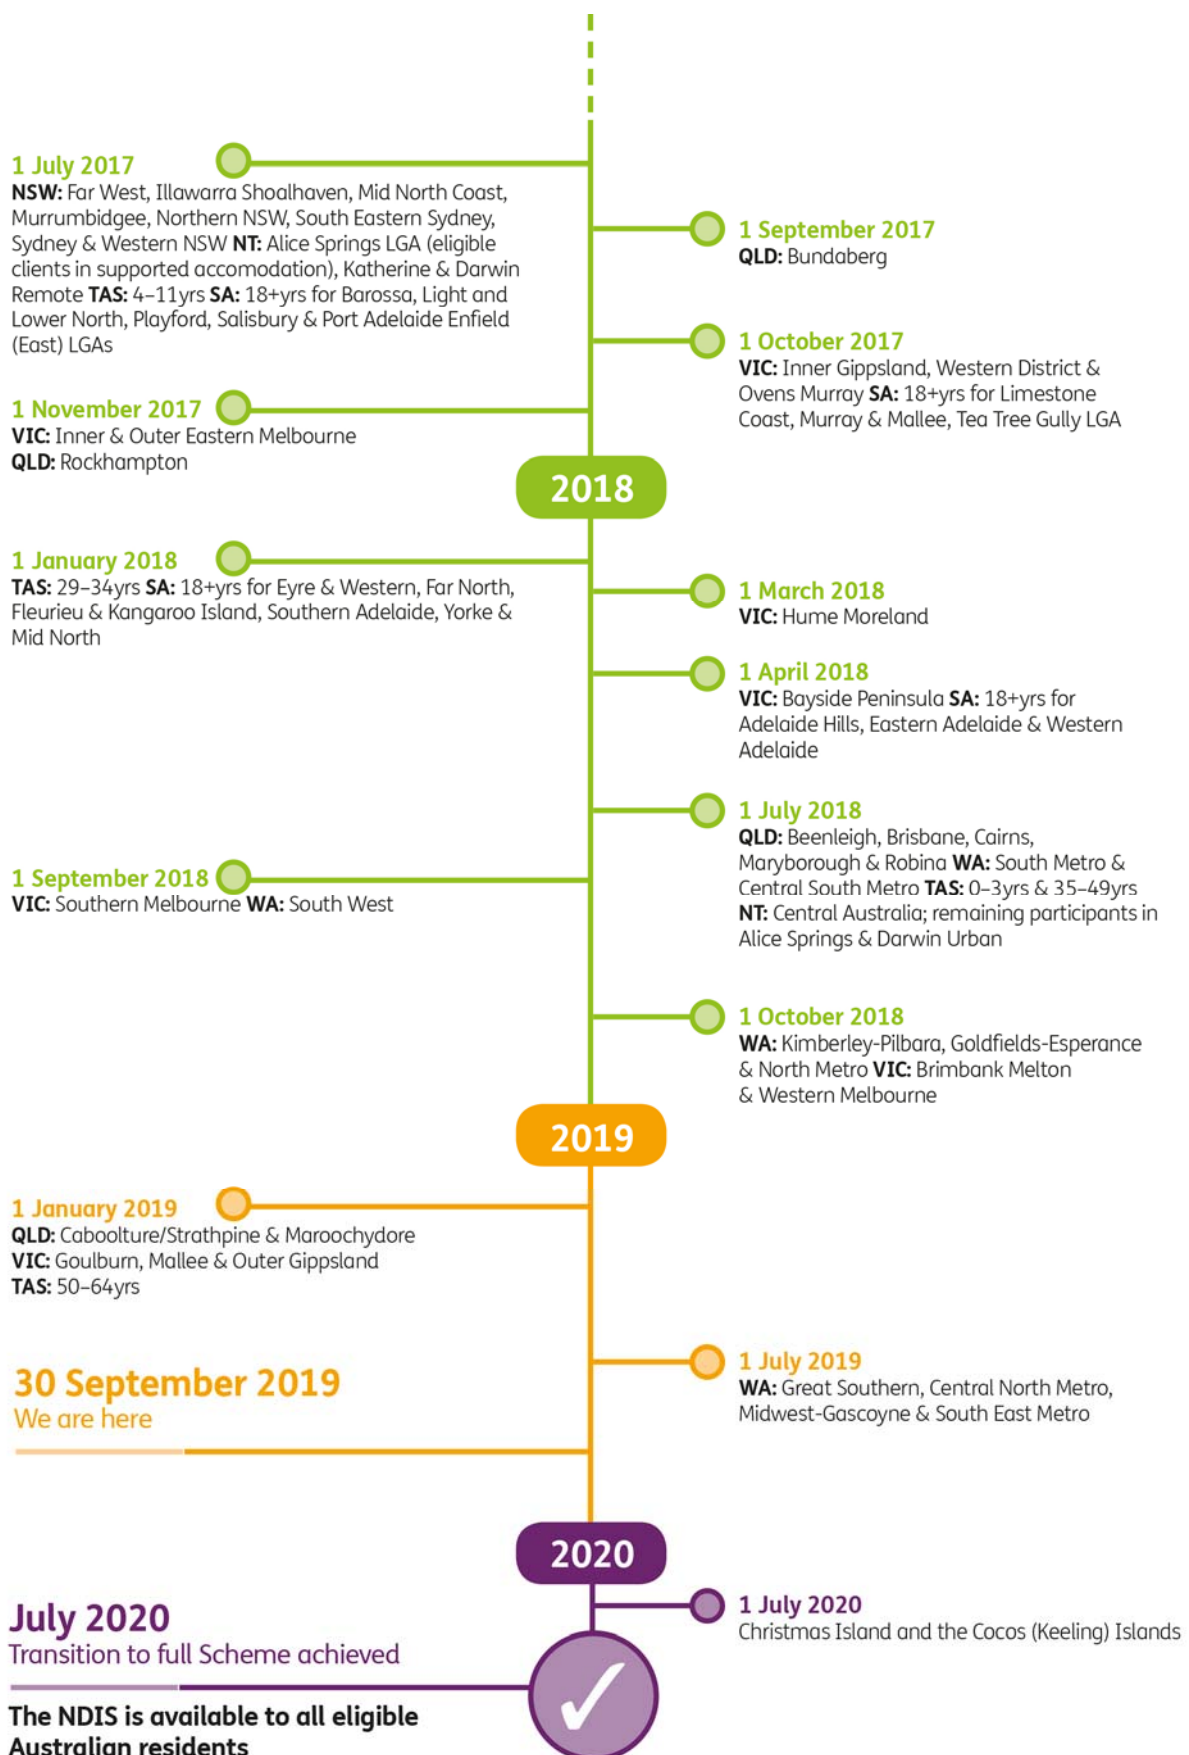 1 July 2017
NSW: Far West, Illawarra Shoalhaven, Mid North Coast,
Murrumbidgee, Northern NSW, South Eastern Sydney,
Sydney & Western NSW NT: Alice Springs LGA (eligible
clients in supported accomodation), Katherine & Darwin
Remote TAS: 4–11yrs SA: 18+yrs for Barossa, Light and
Lower North, Playford, Salisbury & Port Adelaide Enfield
(East) LGAs
1 September 2017
QLD: Bundaberg
1 October 2017
VIC: Inner Gippsland, Western District &
Ovens Murray SA: 18+yrs for Limestone
Coast, Murray & Mallee, Tea Tree Gully LGA
1 November 2017
VIC: Inner & Outer Eastern Melbourne
QLD: Rockhampton
2018
1 January 2018
TAS: 29–34yrs SA: 18+yrs for Eyre & Western, Far North,
Fleurieu & Kangaroo Island, Southern Adelaide, Yorke &
Mid North
1 March 2018
VIC: Hume Moreland
1 April 2018
VIC: Bayside Peninsula SA: 18+yrs for
Adelaide Hills, Eastern Adelaide & Western
Adelaide
1 July 2018
QLD: Beenleigh, Brisbane, Cairns,
Maryborough & Robina WA: South Metro &
Central South Metro TAS: 0–3yrs & 35–49yrs
NT: Central Australia; remaining participants in
Alice Springs & Darwin Urban
1 September 2018
VIC: Southern Melbourne WA: South West
1 October 2018
WA: Kimberley-Pilbara, Goldfields-Esperance
& North Metro VIC: Brimbank Melton
& Western Melbourne
2019
1 January 2019
QLD: Caboolture/Strathpine & Maroochydore
VIC: Goulburn, Mallee & Outer Gippsland
TAS: 50–64yrs
1 July 2019
WA: Great Southern, Central North Metro,
Midwest-Gascoyne & South East Metro
30 September 2019
We are here
2020
1 July 2020
Christmas Island and the Cocos (Keeling) Islands
July 2020
Transition to full Scheme achieved
The NDIS is available to all eligible
Australian residents